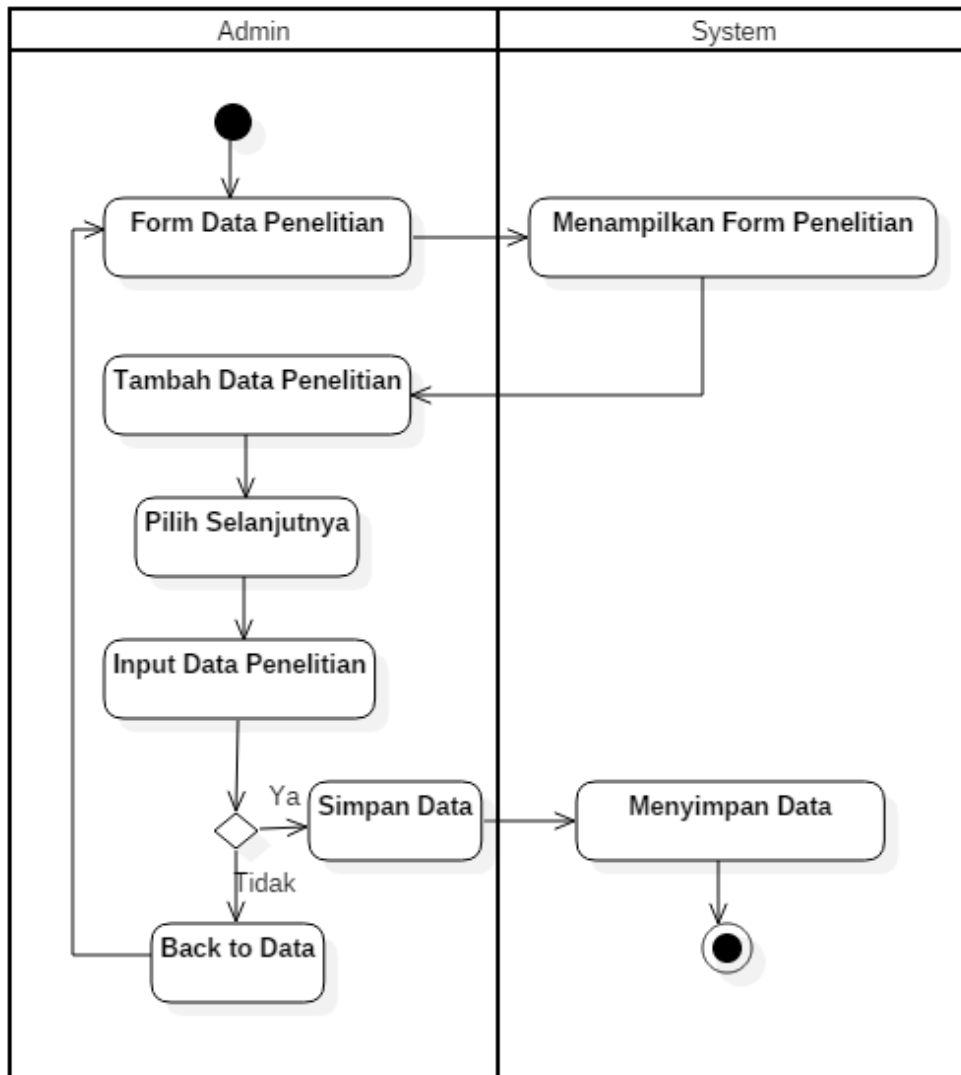 Admin
System
Form Data Penelitian
Menampilkan Form Penelitian
Tambah Data Penelitian
Pilih Selanjutnya
Input Data Penelitian
Ya
Simpan Data
Menyimpan Data
Tidak
Back to Data